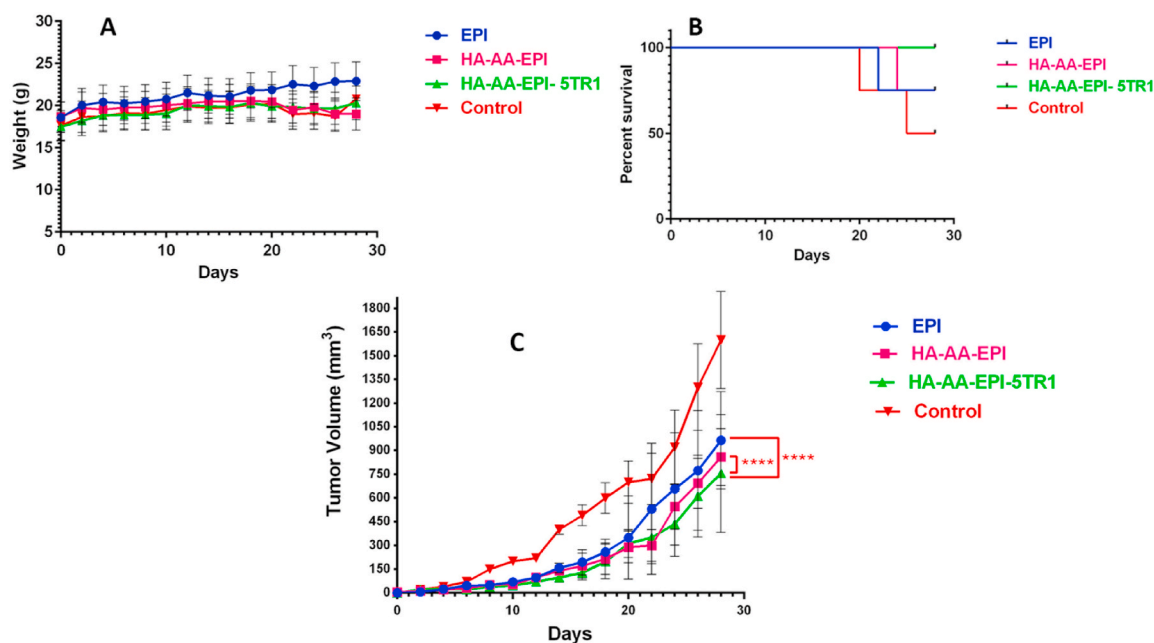 A
Weight (g)
30
25
20
15
10
5
0
10
20
30
Days
EPI
HA-AA-EPI
HA-AA-EPI- 5TR1
Control
B
Percent survival
100
50
0
0
10
20
30
Days
EPI
HA-AA-EPI
HA-AA-EPI- 5TR1
Control
C
Tumor Volume (mm3)
1800
1650
1500
1350
1200
1050
900
750
600
450
300
150
0
0
10
20
30
Days
EPI
HA-AA-EPI
HA-AA-EPI-5TR1
Control
**** ****